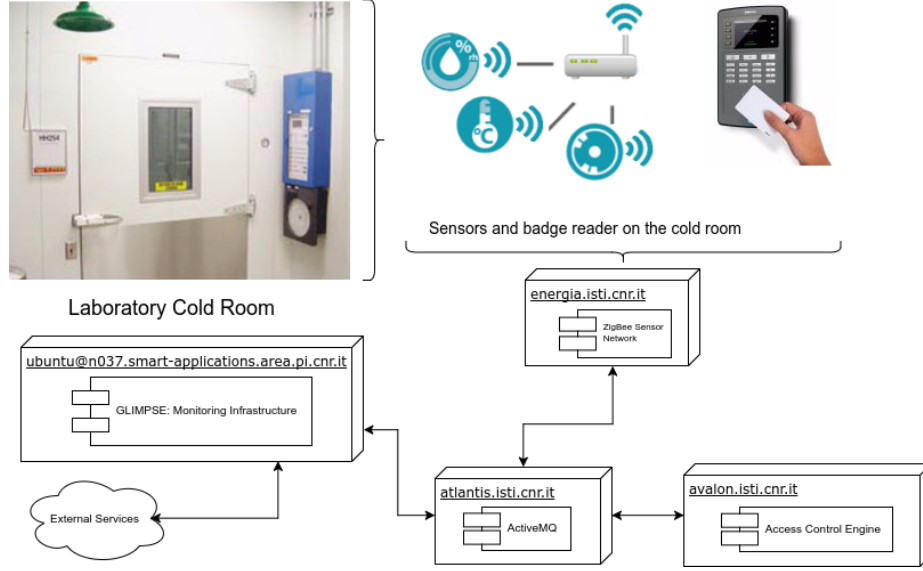 HH254
%
rh
°C
Sensors and badge reader on the cold room
Laboratory Cold Room
energia.isti.cnr.it
ZigBee Sensor
Network
ubuntu@n037.smart-applications.area.pi.cnr.it
GLIMPSE: Monitoring Infrastructure
External Services
atlantis.isti.cnr.it
ActiveMQ
avalon.isti.cnr.it
Access Control Engine